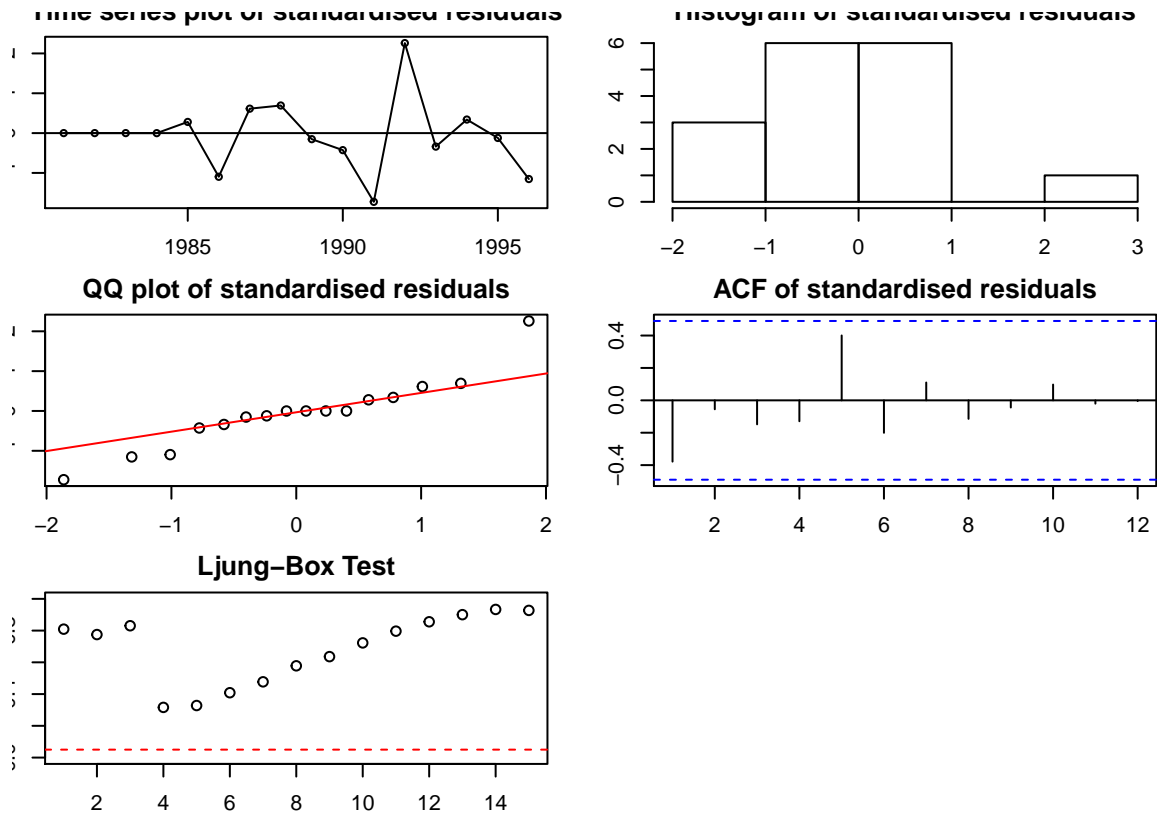 Time series plot of standardised residuals
Histogram of standardised residuals
0 2 4 6
1985 1990 1995
−2 −1 0 1 2 3
QQ plot of standardised residuals
ACF of standardised residuals
−0.4 0.0 0.4
−2 −1 0 1 2
2 4 6 8 10 12
Ljung−Box Test
2 4 6 8 10 12 14